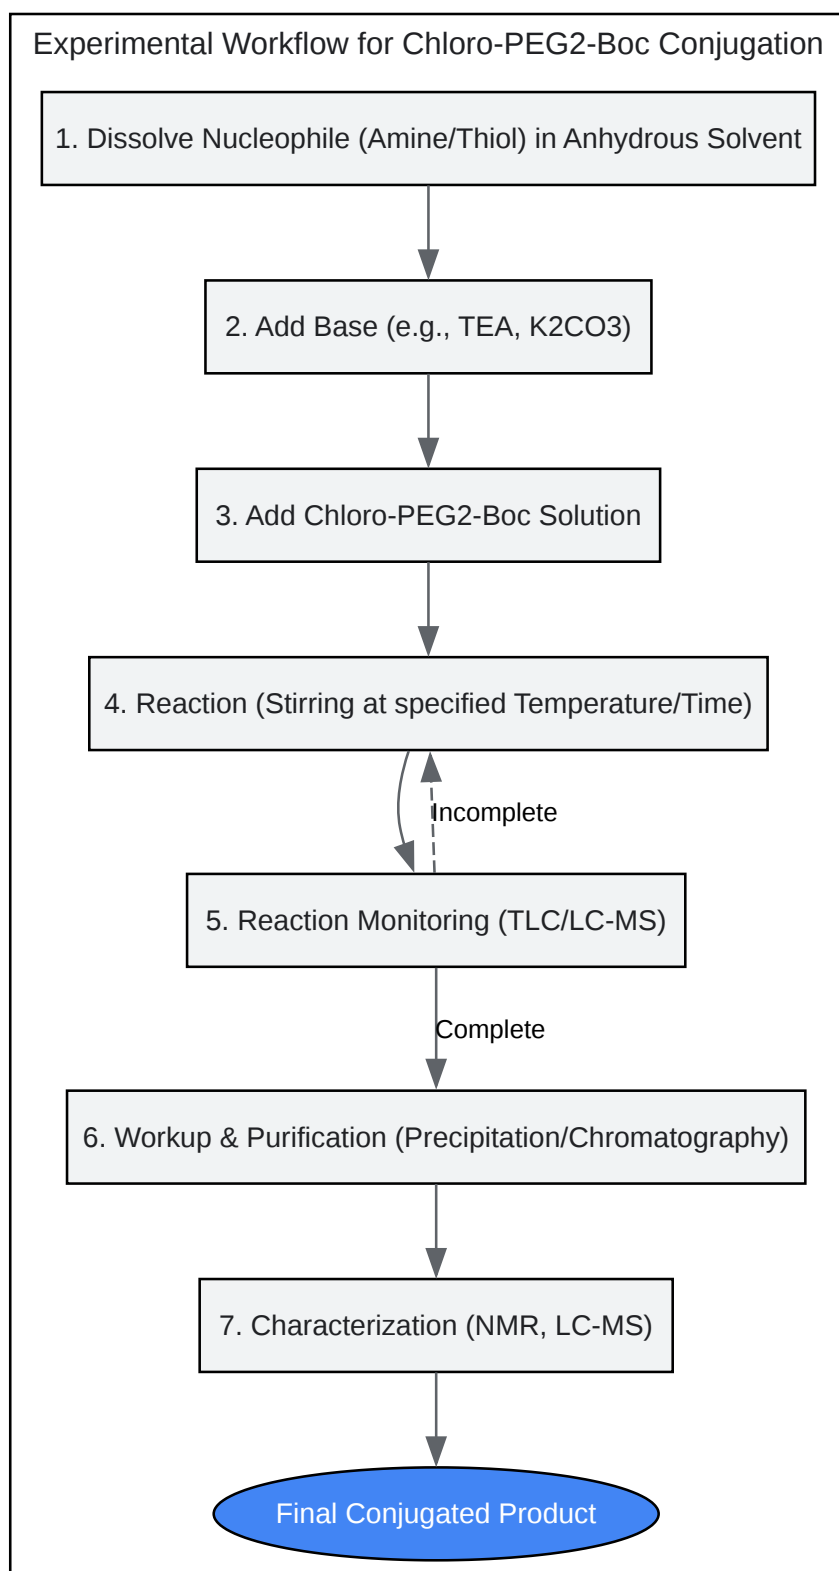 Experimental Workflow for Chloro-PEG2-Boc Conjugation
1. Dissolve Nucleophile (Amine/Thiol) in Anhydrous Solvent
2. Add Base (e.g., TEA, K2CO3)
3. Add Chloro-PEG2-Boc Solution
4. Reaction (Stirring at specified Temperature/Time)
Incomplete
5. Reaction Monitoring (TLC/LC-MS)
Complete
6. Workup & Purification (Precipitation/Chromatography)
7. Characterization (NMR, LC-MS)
Final Conjugated Product